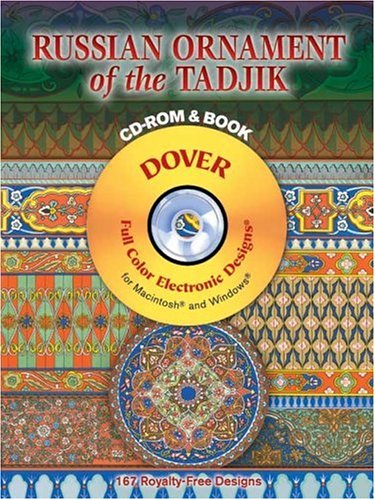 RUSSIAN ORNAMENT
of the TADJIK
CD-ROM & BOOK
DOVER
Full Color Electronic Designs®
for Macintosh® and Windows®
167 Royalty-Free Designs